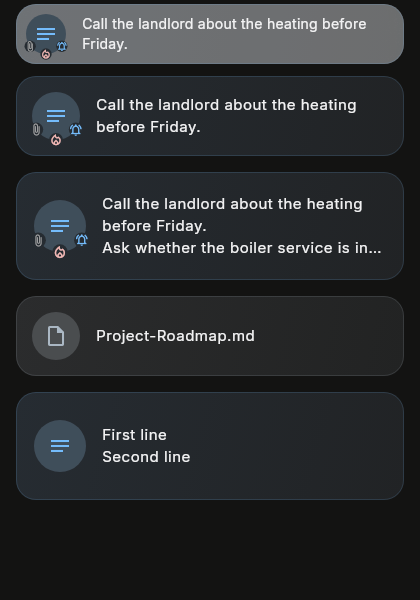 Call the landlord about the heating before
Friday.
Call the landlord about the heating
before Friday.
Call the landlord about the heating
before Friday.
Ask whether the boiler service is in...
Project-Roadmap.md
First line
Second line